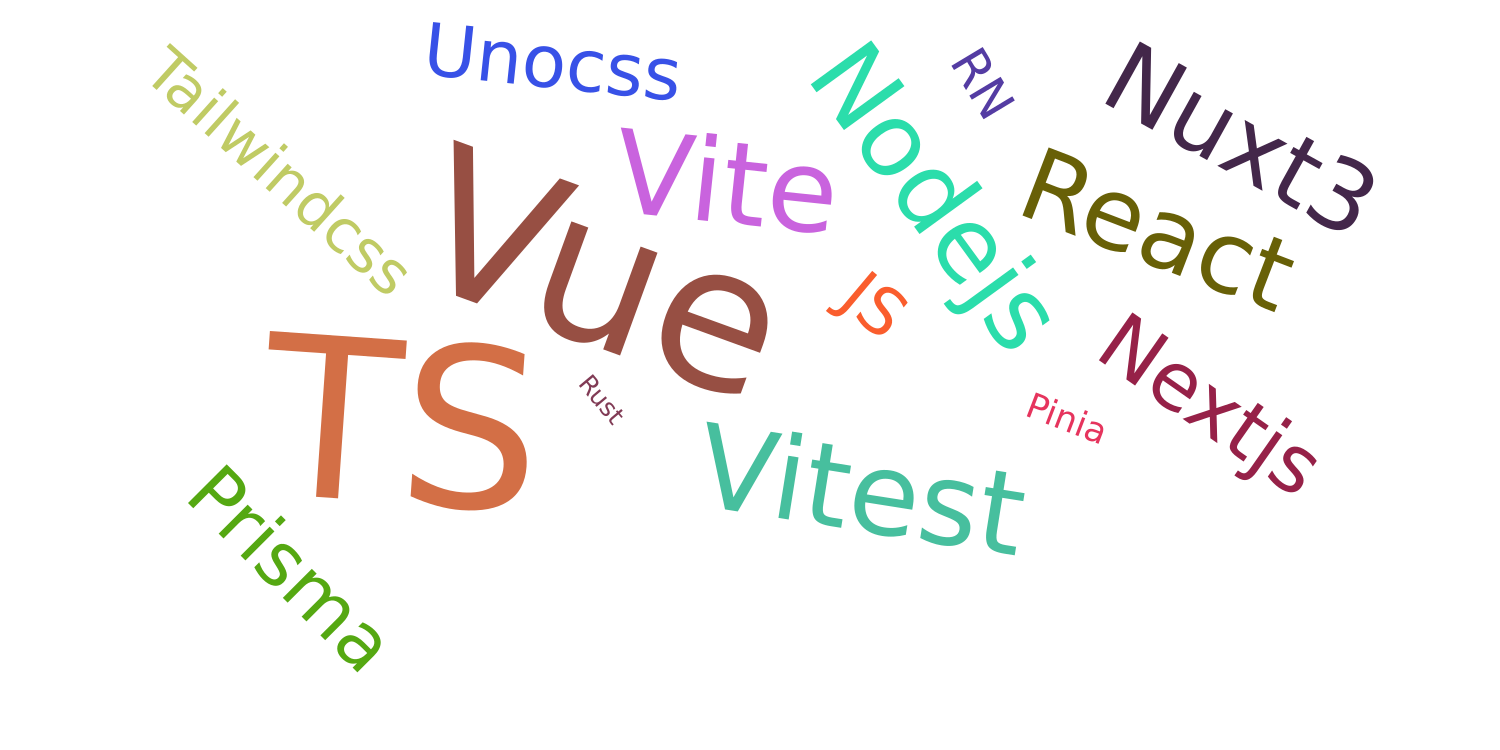 Unocss
Tailwindcss
Nodejs
RN
Nuxt3
Vite
Vue
React
JS
TS
Rust
Nextjs
Pinia
Vitest
Prisma